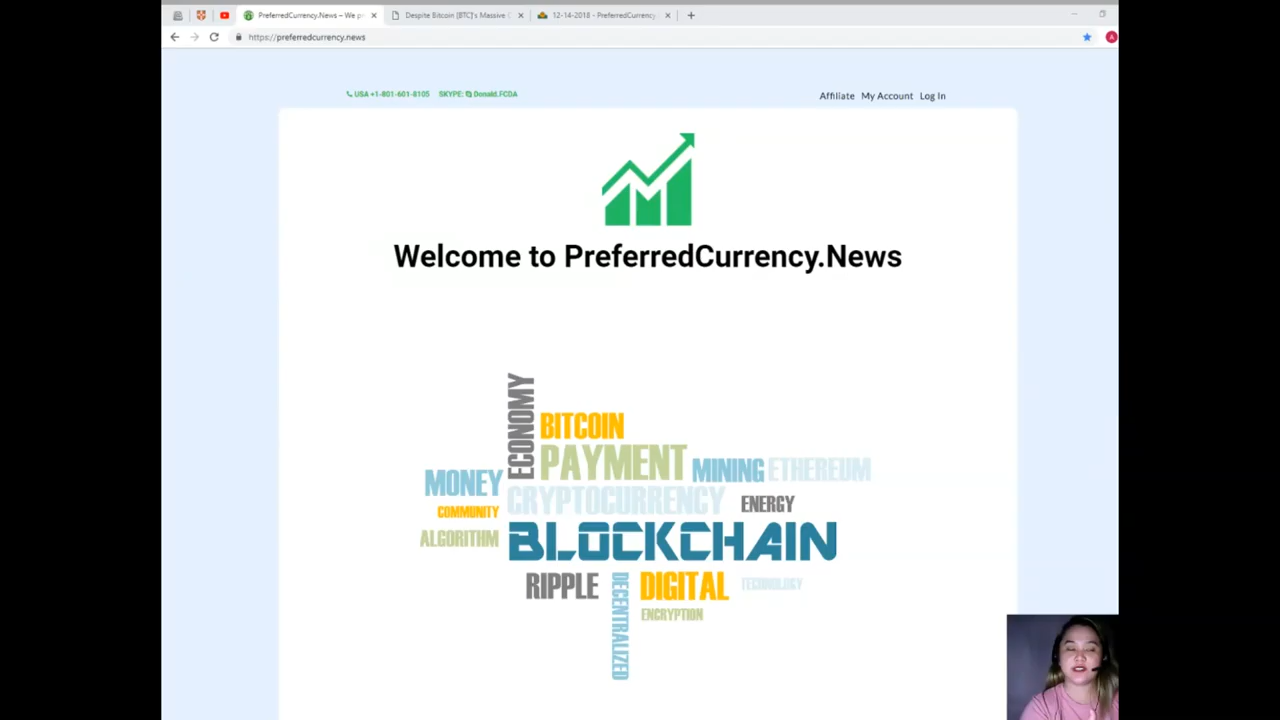 PreferredCurrency.News – We pr
Despite Bitcoin [BTC]'s Massive
12-14-2018 - PreferredCurrency
https://preferredcurrency.news
A
USA +1-801-601-8105 SKYPE: Donald.FCDA
Affiliate My Account Log In
Welcome to PreferredCurrency.News
ECONOMY
BITCOIN
PAYMENT
MONEY
MINING ETHEREUM
CRYPTOCURRENCY
ENERGY
COMMUNITY
ALGORITHM
BLOCKCHAIN
RIPPLE
DECENTRALIZED
DIGITAL
TECHNOLOGY
ENCRYPTION